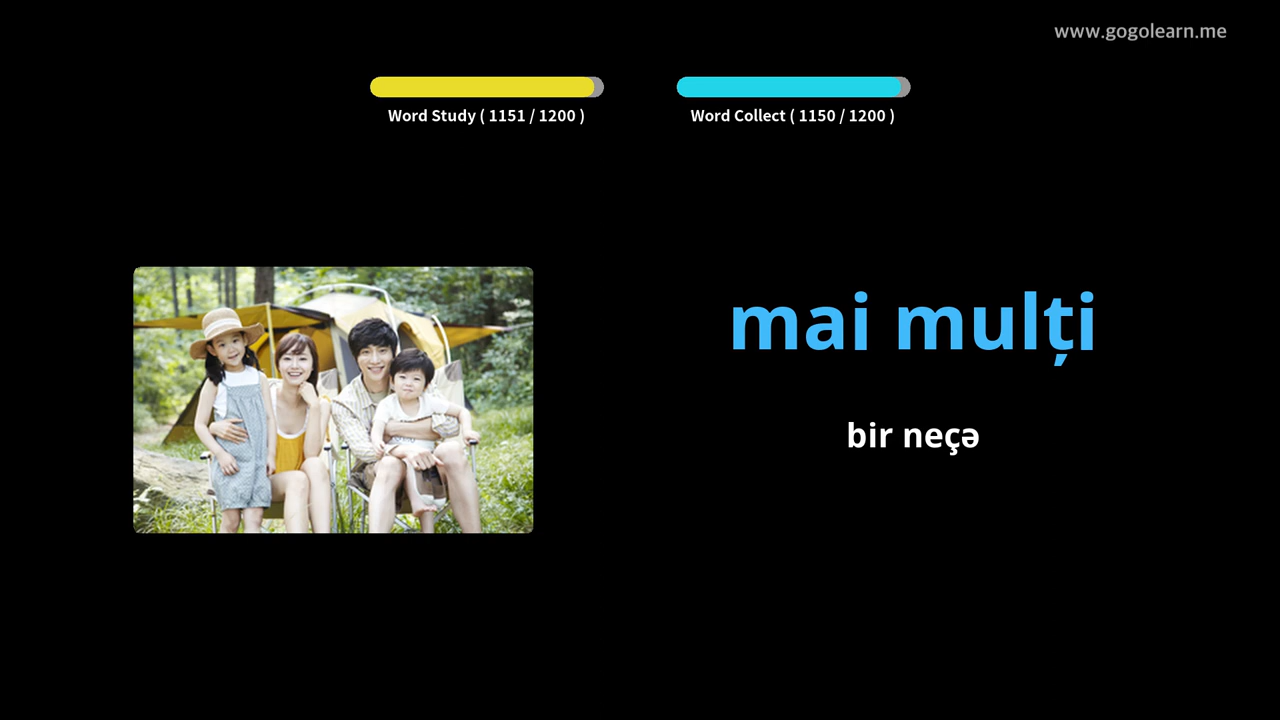 www.gogolearn.me
Word Study ( 1151 / 1200 )
Word Collect ( 1150 / 1200 )
mai mulți
bir neçə